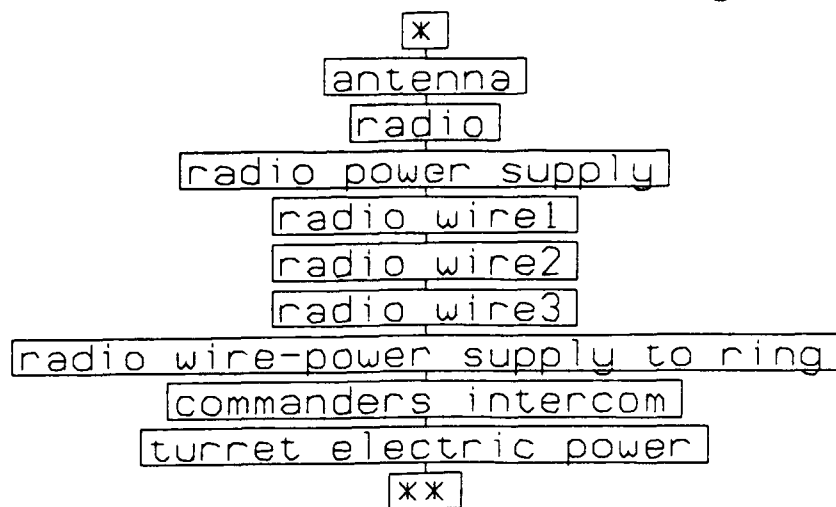 *
antenna
radio
radio power supply
radio wire1
radio wire2
radio wire3
radio wire-power supply to ring
commanders intercom
turret electric power
**